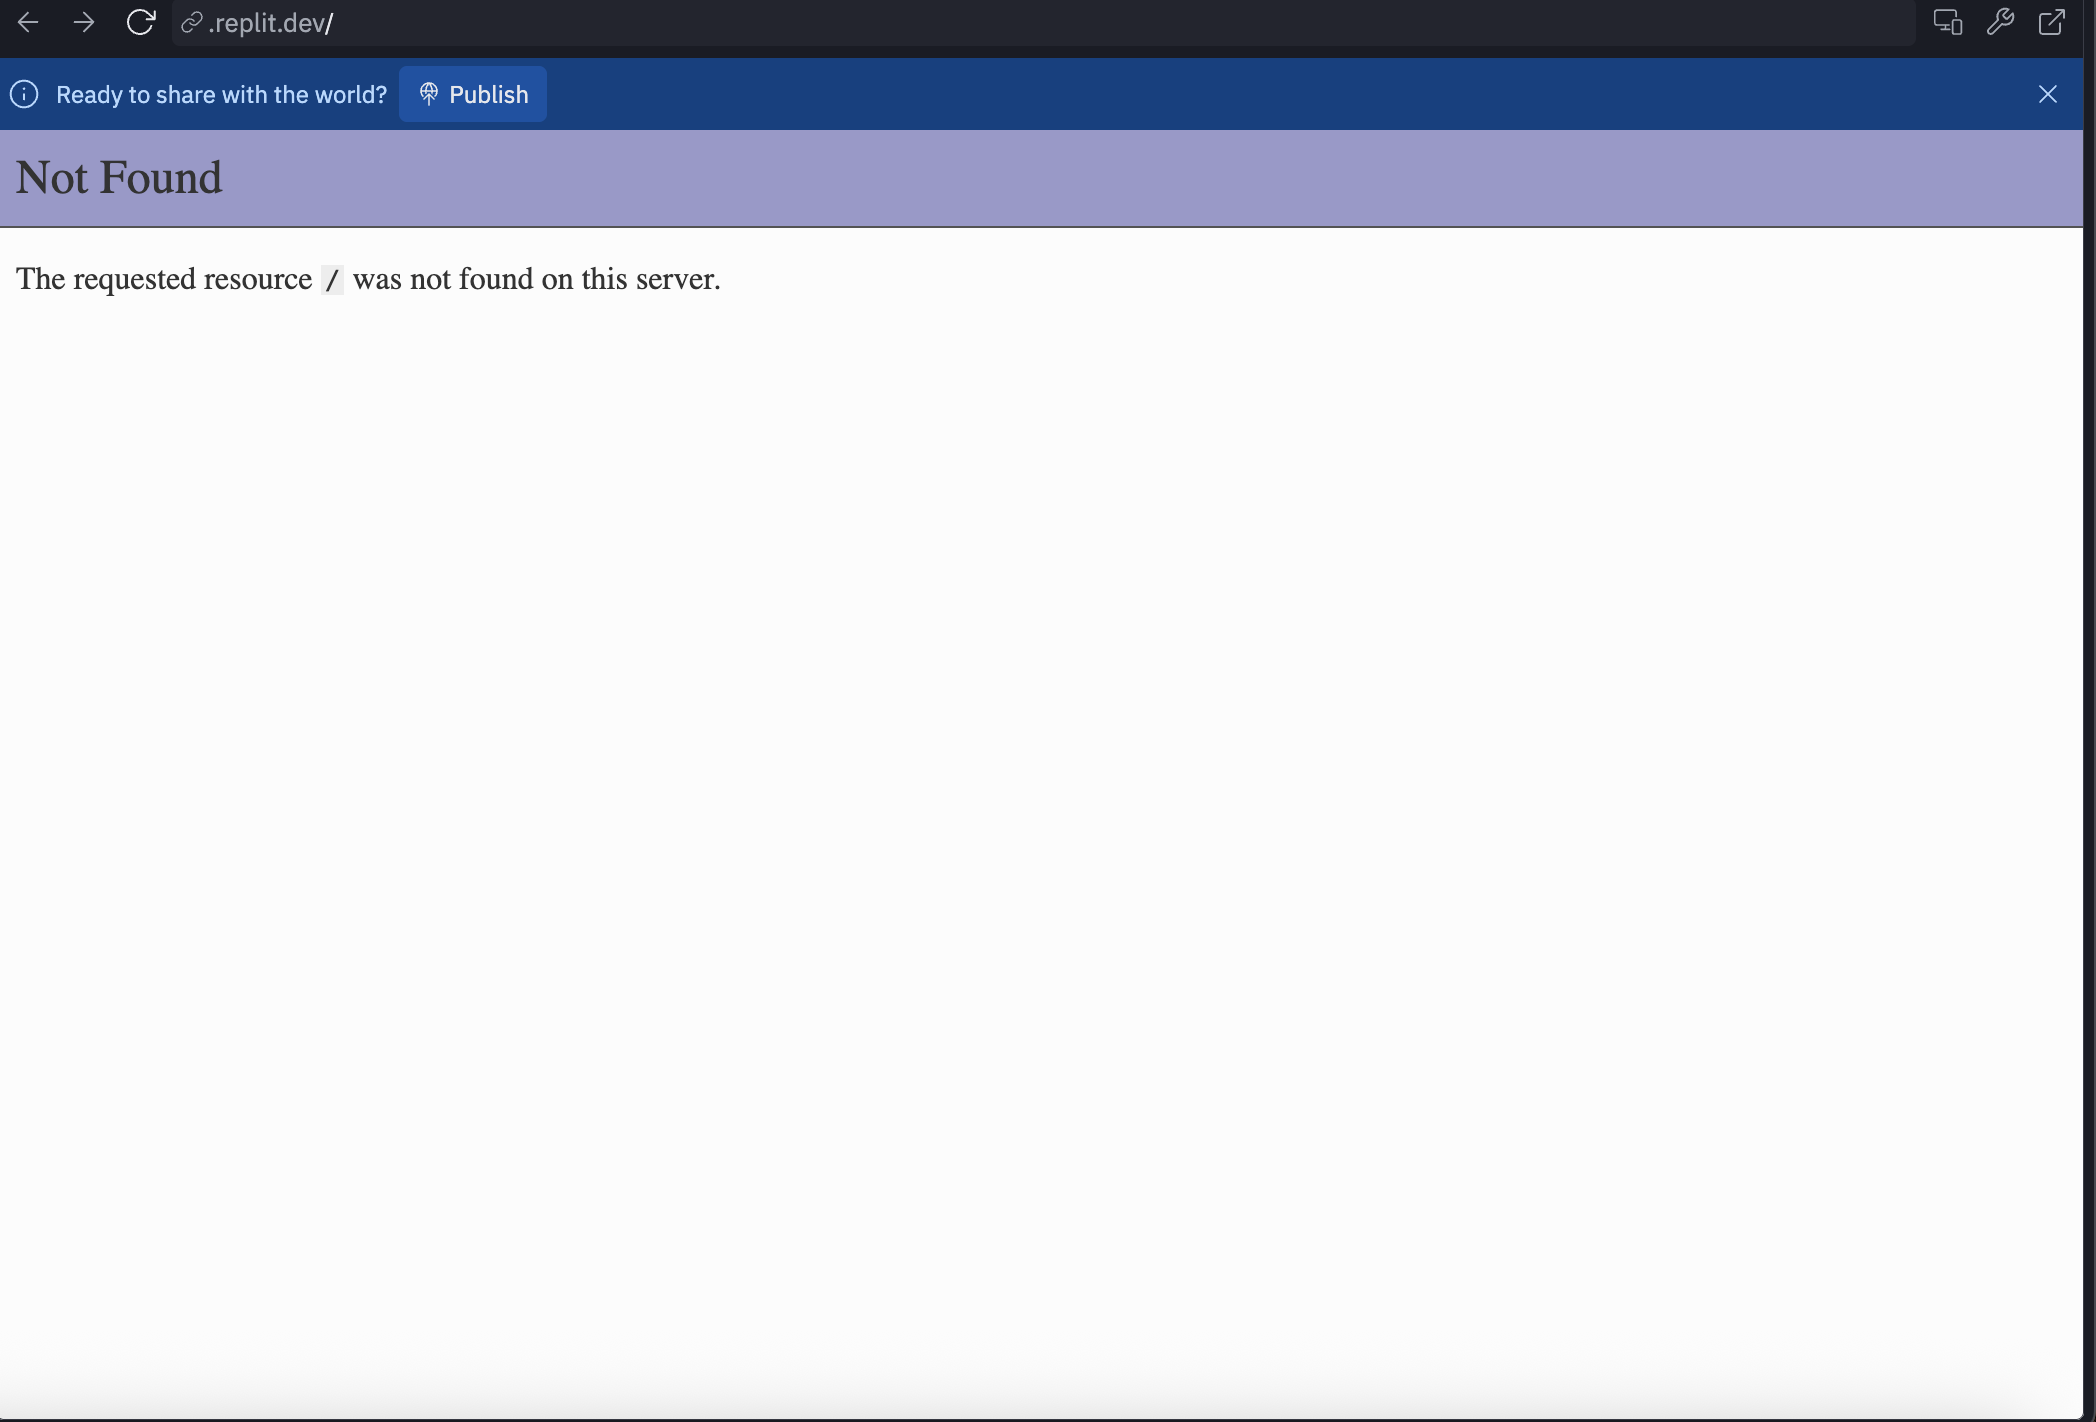 .replit.dev/
Ready to share with the world? Publish
Not Found
The requested resource / was not found on this server.